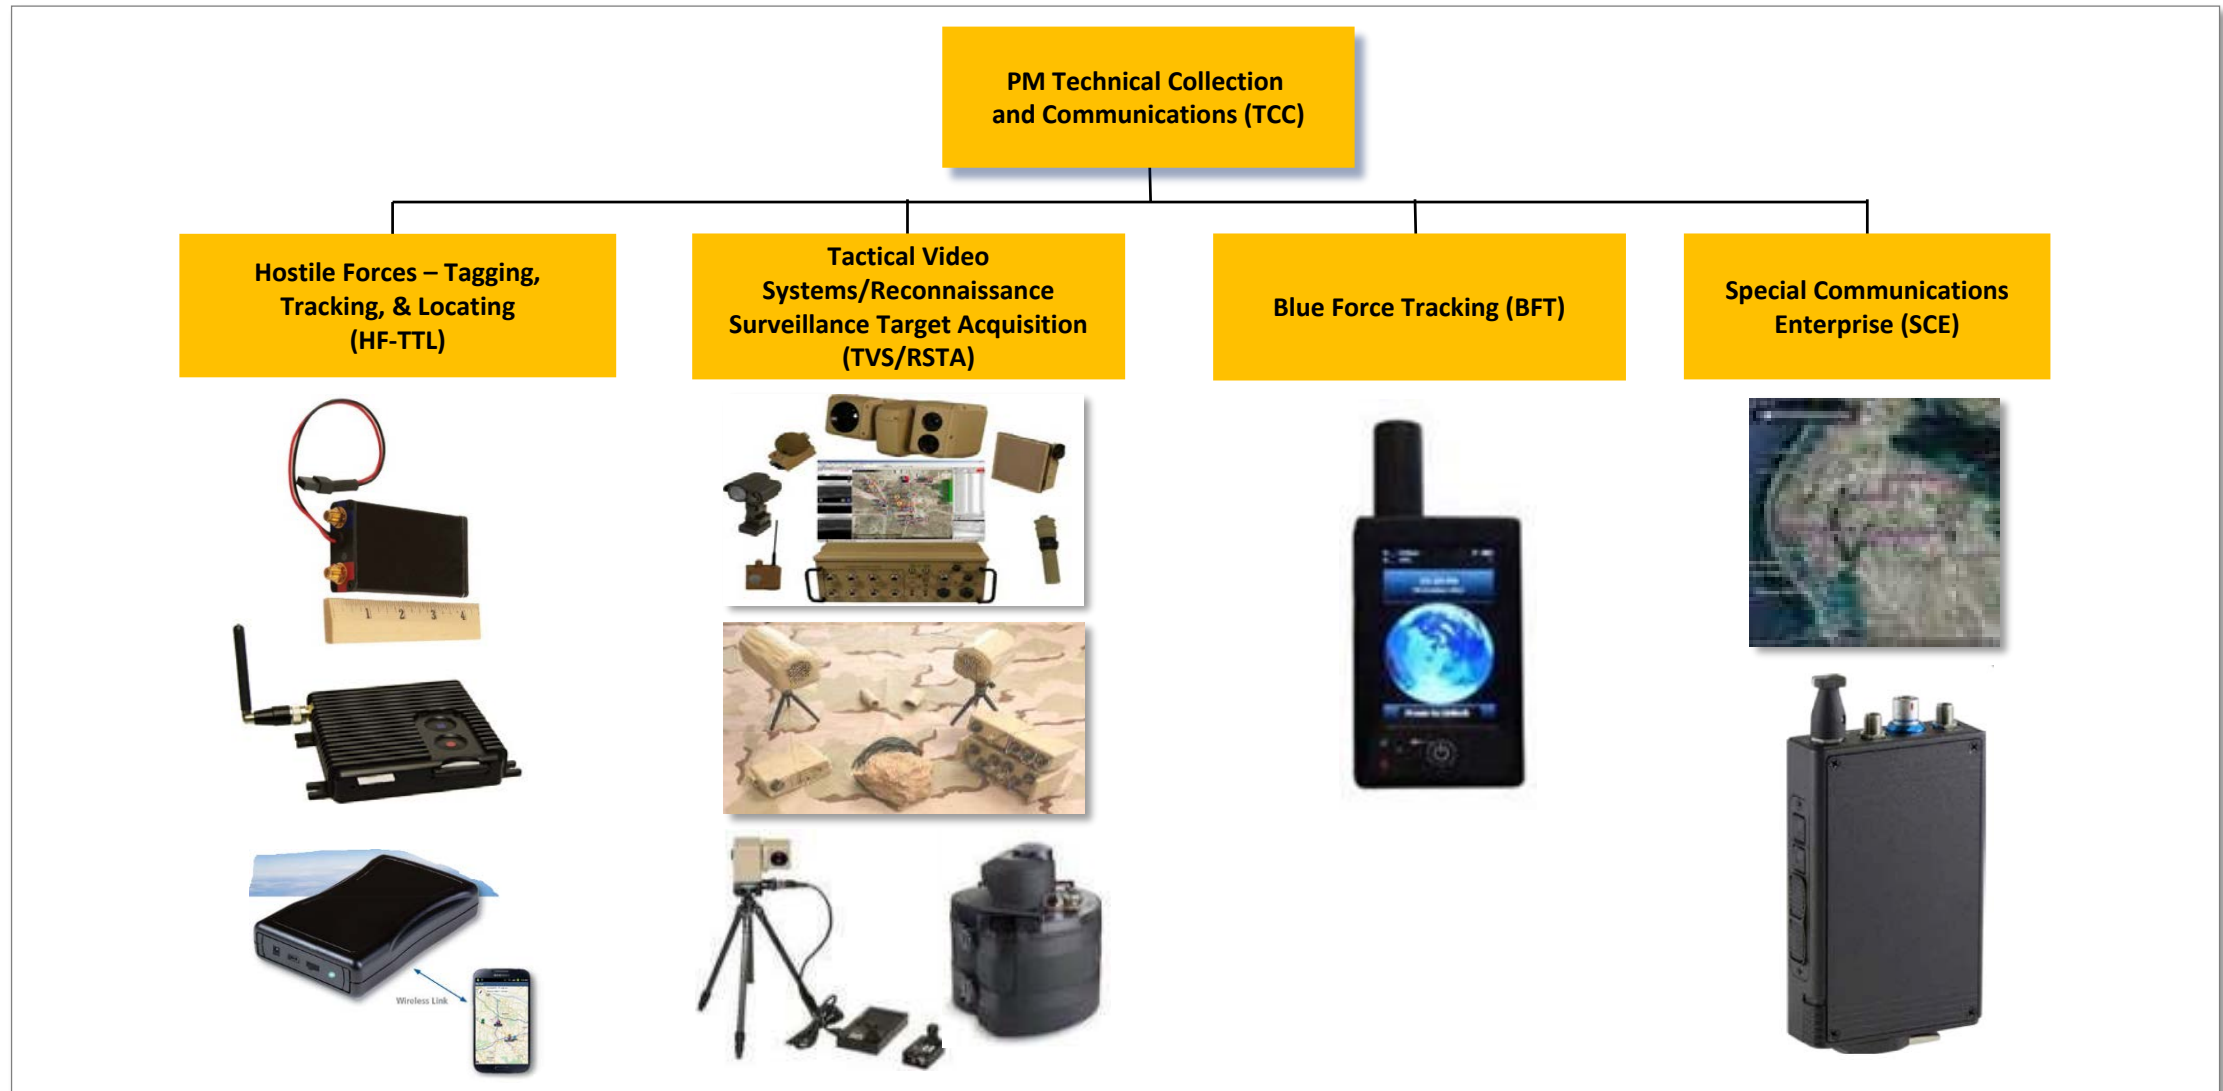 PM Technical Collection
and Communications (TCC)
Hostile Forces – Tagging,
Tracking, & Locating
(HF-TTL)
Tactical Video
Systems/Reconnaissance
Surveillance Target Acquisition
(TVS/RSTA)
Blue Force Tracking (BFT)
Special Communications
Enterprise (SCE)
1 2 3 4
Wireless Link